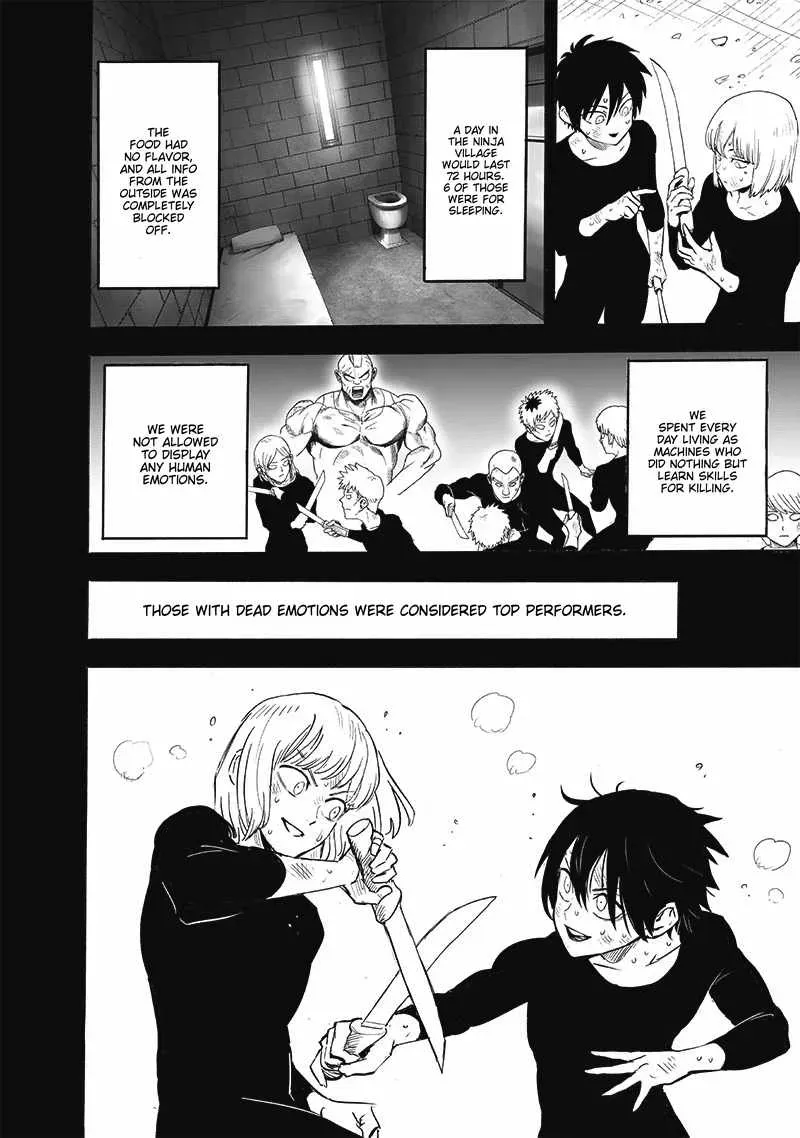 A DAY IN
THE NINJA
VILLAGE
WOULD LAST
72 HOURS.
6 OF THOSE
WERE FOR
SLEEPING.
THE
FOOD HAD
NO FLAVOR,
AND ALL INFO
FROM THE
OUTSIDE WAS
COMPLETELY
BLOCKED
OFF.
WE
SPENT EVERY
DAY LIVING AS
MACHINES WHO
DID NOTHING BUT
LEARN SKILLS
FOR KILLING.
WE WERE
NOT ALLOWED
TO DISPLAY
ANY HUMAN
EMOTIONS.
THOSE WITH DEAD EMOTIONS WERE CONSIDERED TOP PERFORMERS.